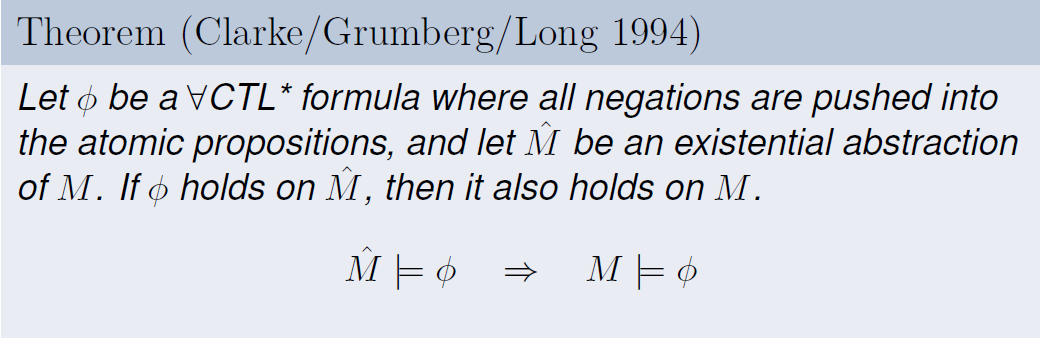 Theorem (Clarke/Grumberg/Long 1994)
Let ϕ be a ∀CTL* formula where all negations are pushed into
the atomic propositions, and let M̂ be an existential abstraction
of M. If ϕ holds on M̂, then it also holds on M.
M̂ ⊨ ϕ ⇒ M ⊨ ϕ